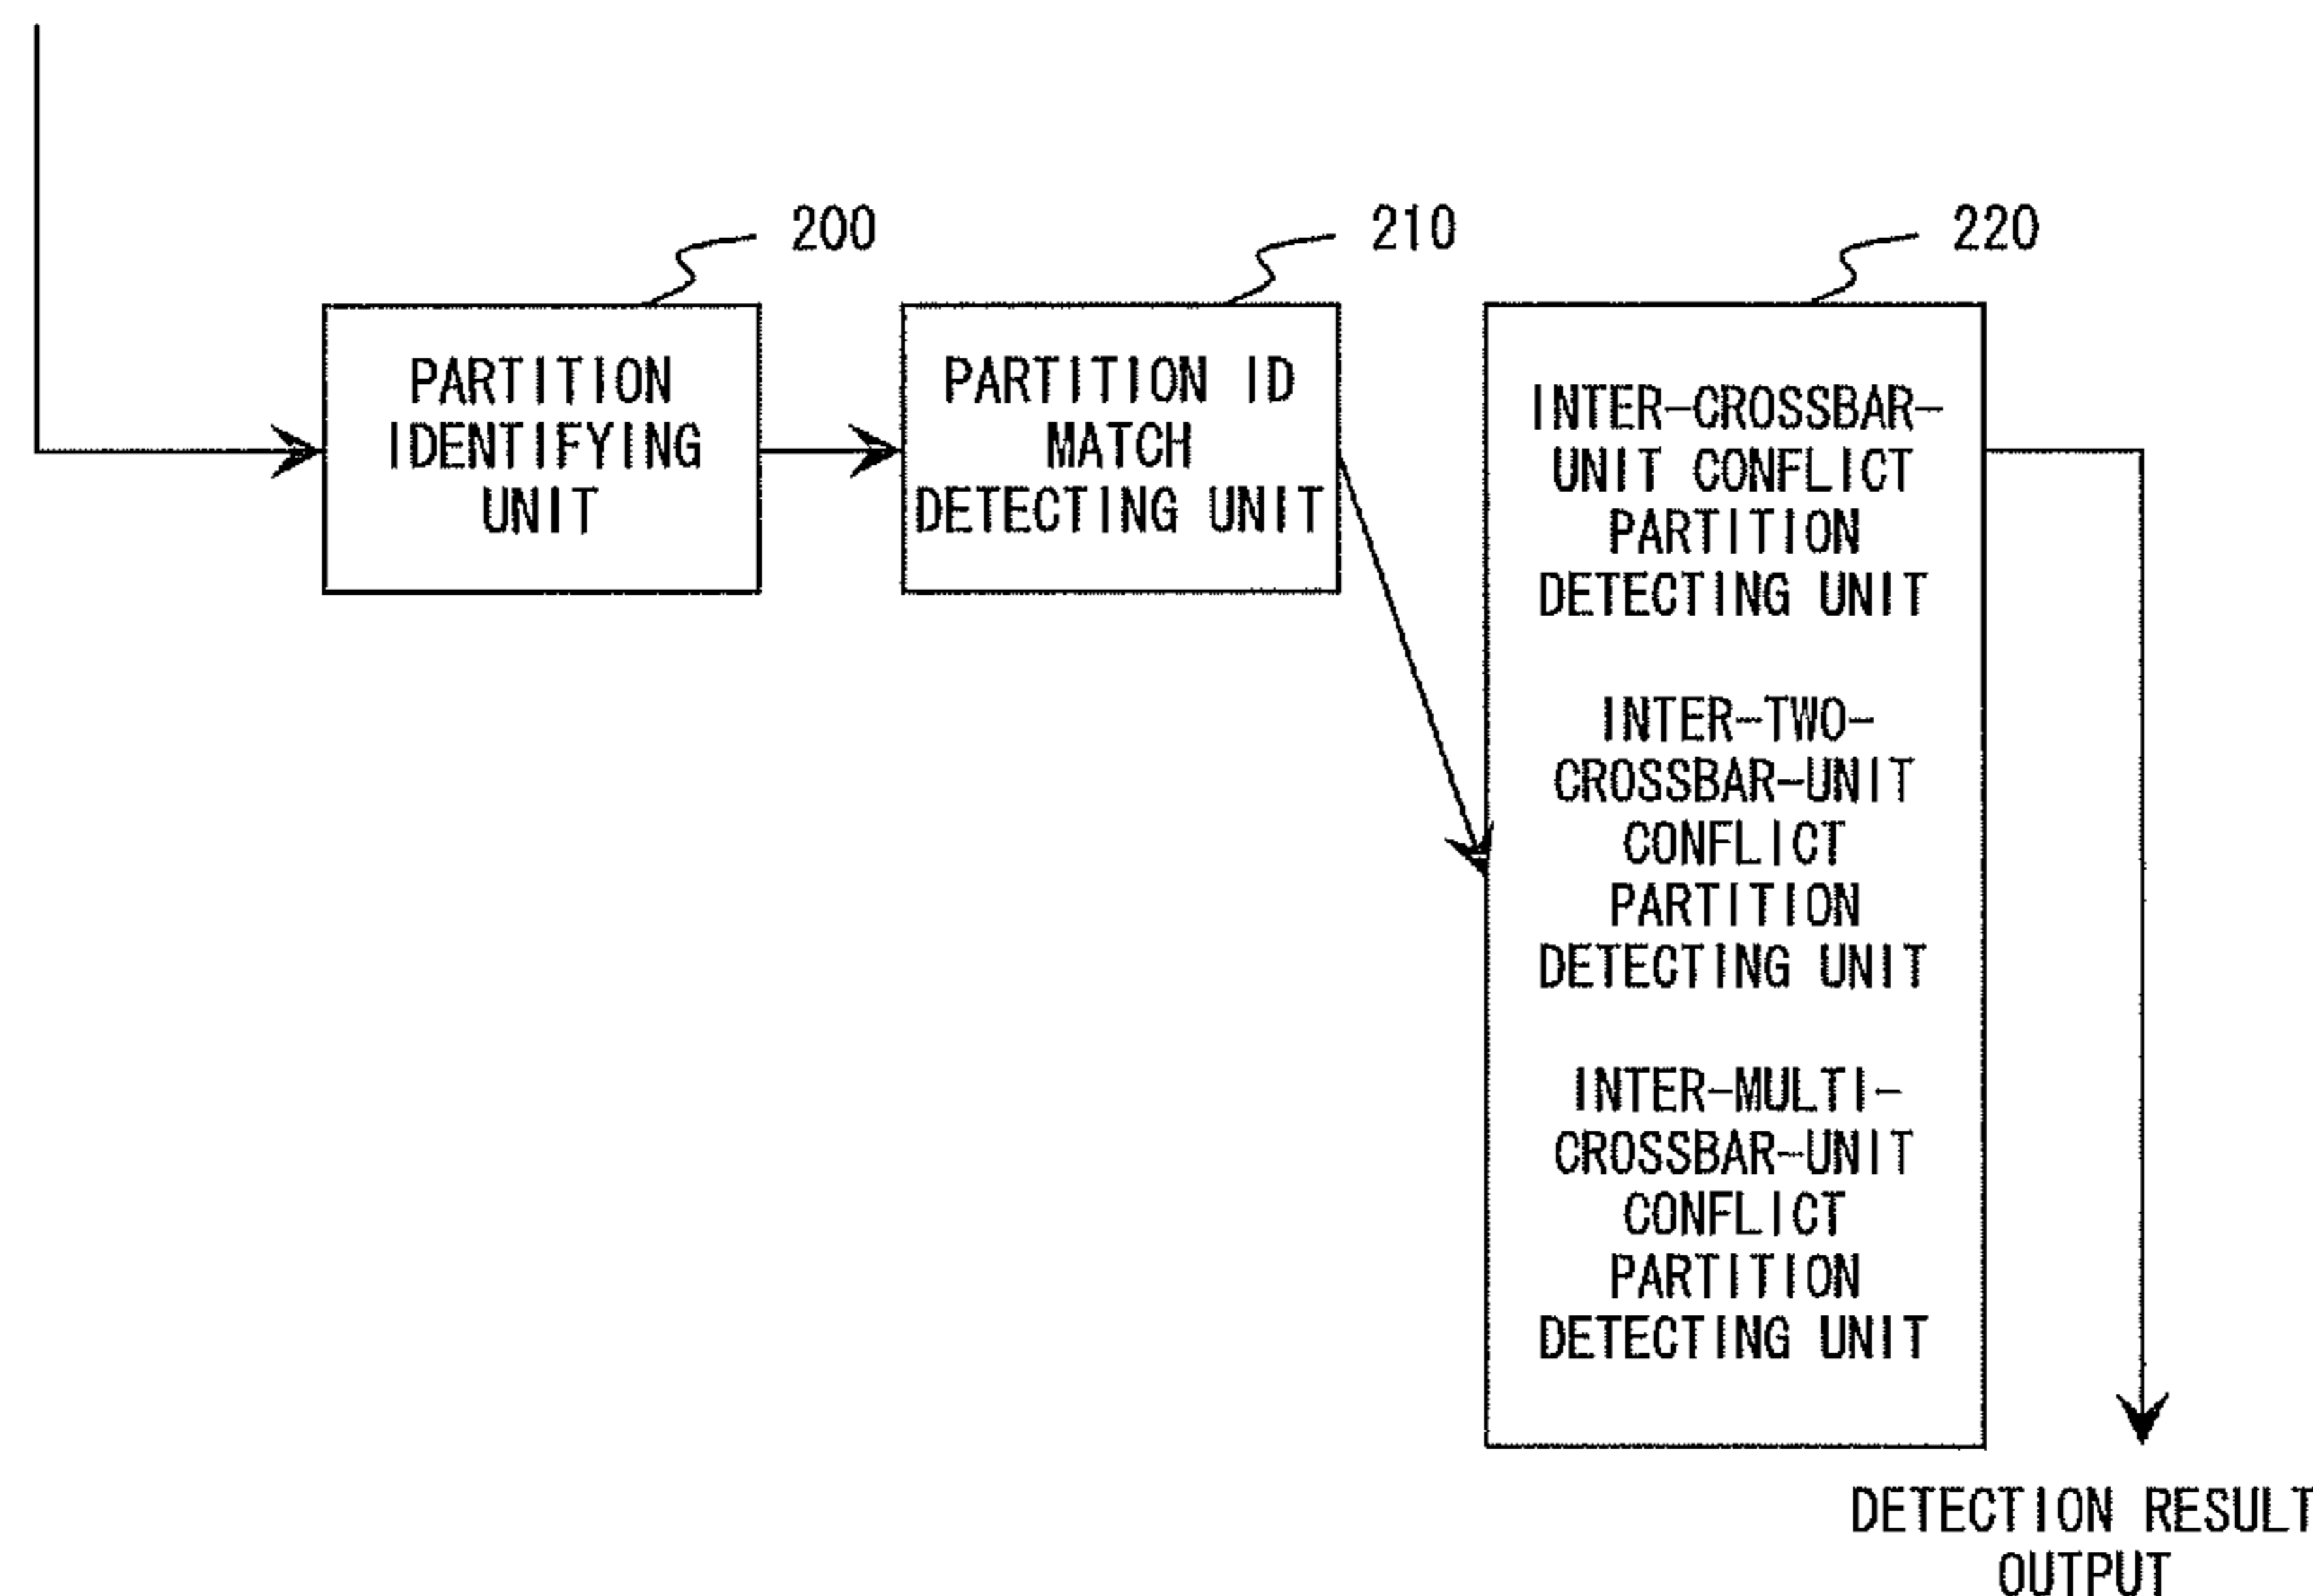 200
210
220
PARTITION
IDENTIFYING
UNIT
PARTITION ID
MATCH
DETECTING UNIT
INTER-CROSSBAR-
UNIT CONFLICT
PARTITION
DETECTING UNIT
INTER-TWO-
CROSSBAR-UNIT
CONFLICT
PARTITION
DETECTING UNIT
INTER-MULTI-
CROSSBAR-UNIT
CONFLICT
PARTITION
DETECTING UNIT
DETECTION RESULT
OUTPUT